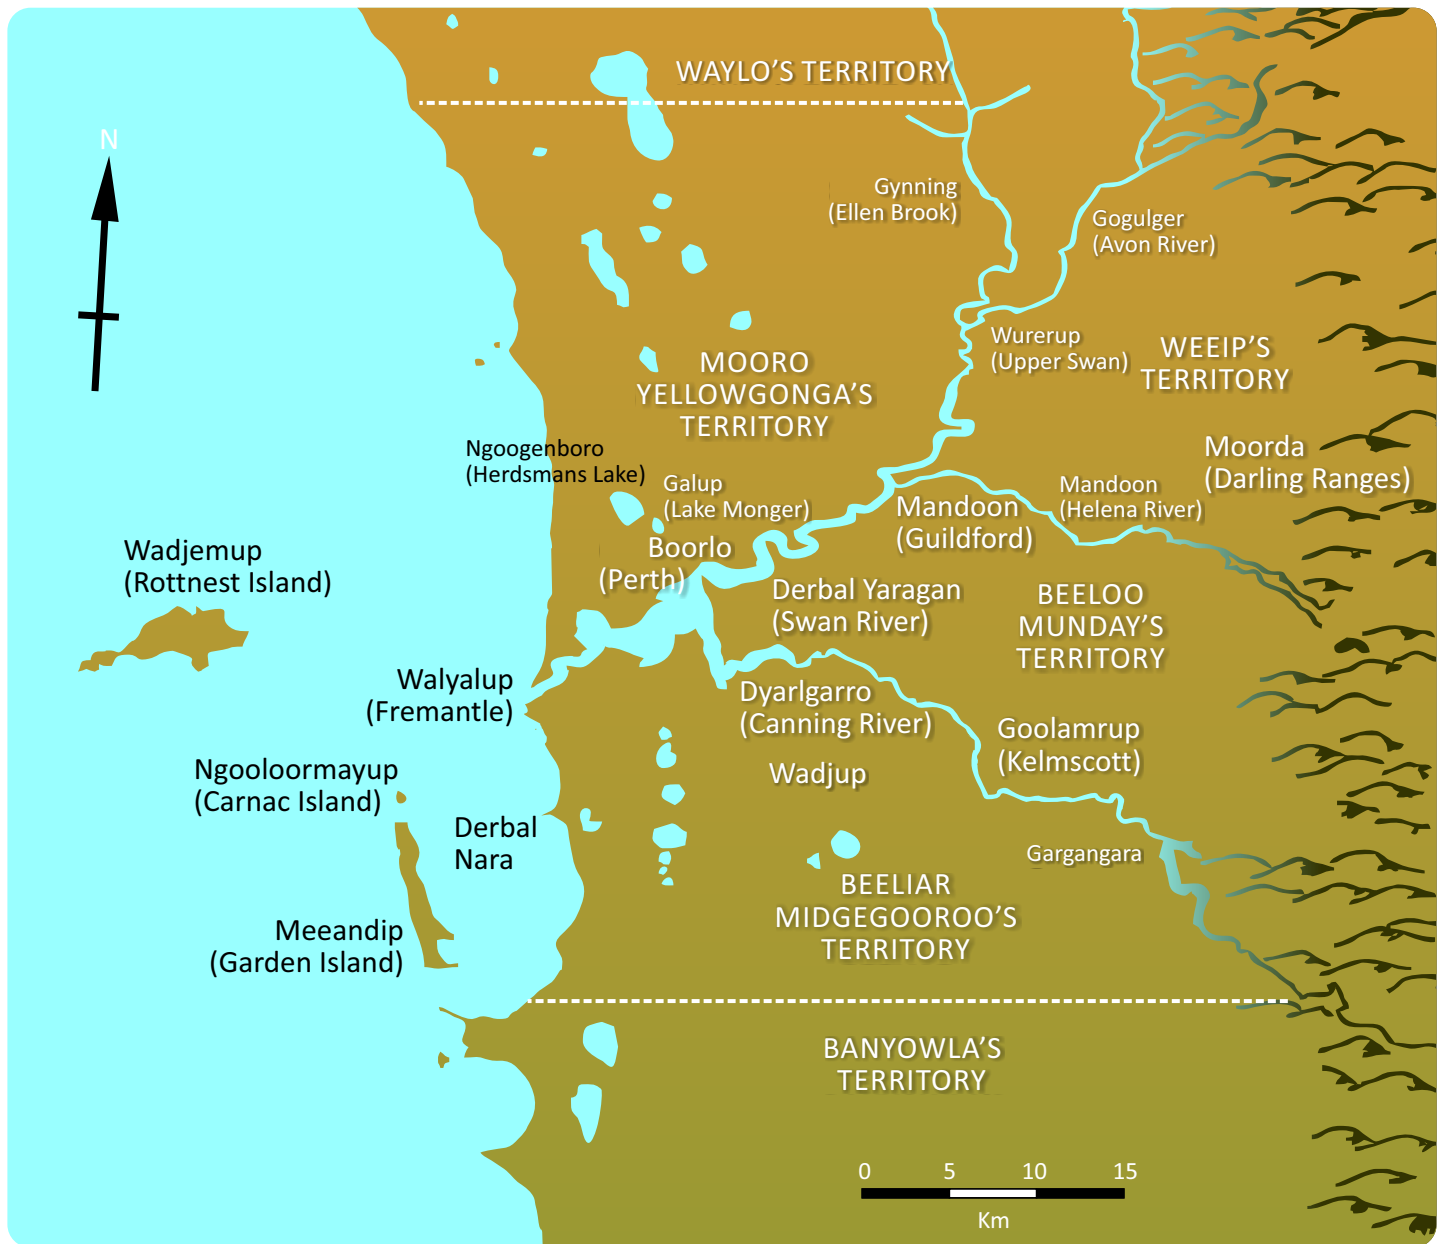 WAYLO'S TERRITORY
N
Gynning
(Ellen Brook)
Gogulger
(Avon River)
Wurerup
(Upper Swan)
WEEIP'S
TERRITORY
MOORO
YELLOWGONGA'S
TERRITORY
Ngoogenboro
(Herdsmans Lake)
Galup
(Lake Monger)
Moorda
(Darling Ranges)
Mandoon
(Helena River)
Mandoon
(Guildford)
Boorlo
(Perth)
Wadjemup
(Rottnest Island)
Derbal Yaragan
(Swan River)
BEELOO
MUNDAY'S
TERRITORY
Walyalup
(Fremantle)
Dyarlgarro
(Canning River)
Goolamrup
(Kelmscott)
Ngooloormayup
(Carnac Island)
Wadjup
Derbal
Nara
Gargangara
BEELIAR
MIDGEGOOROO'S
TERRITORY
Meeandip
(Garden Island)
BANYOWLA'S
TERRITORY
0 5 10 15
Km